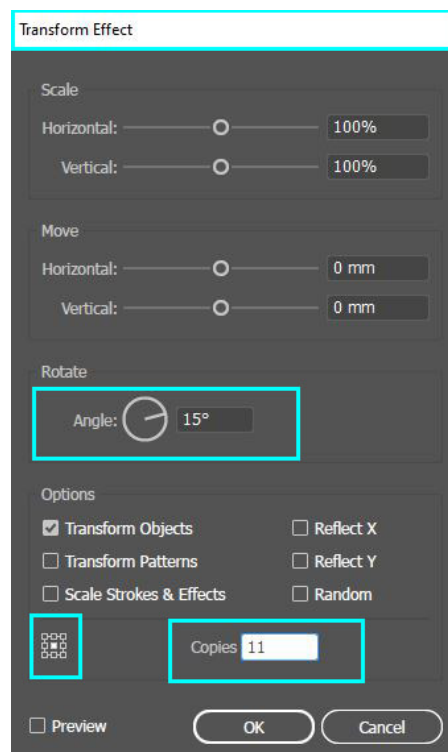 Transform Effect
Scale
Horizontal: 100%
Vertical: 100%
Move
Horizontal: 0 mm
Vertical: 0 mm
Rotate
Angle: 15°
Options
Transform Objects Reflect X
Transform Patterns Reflect Y
Scale Strokes & Effects Random
Copies 11
Preview OK Cancel